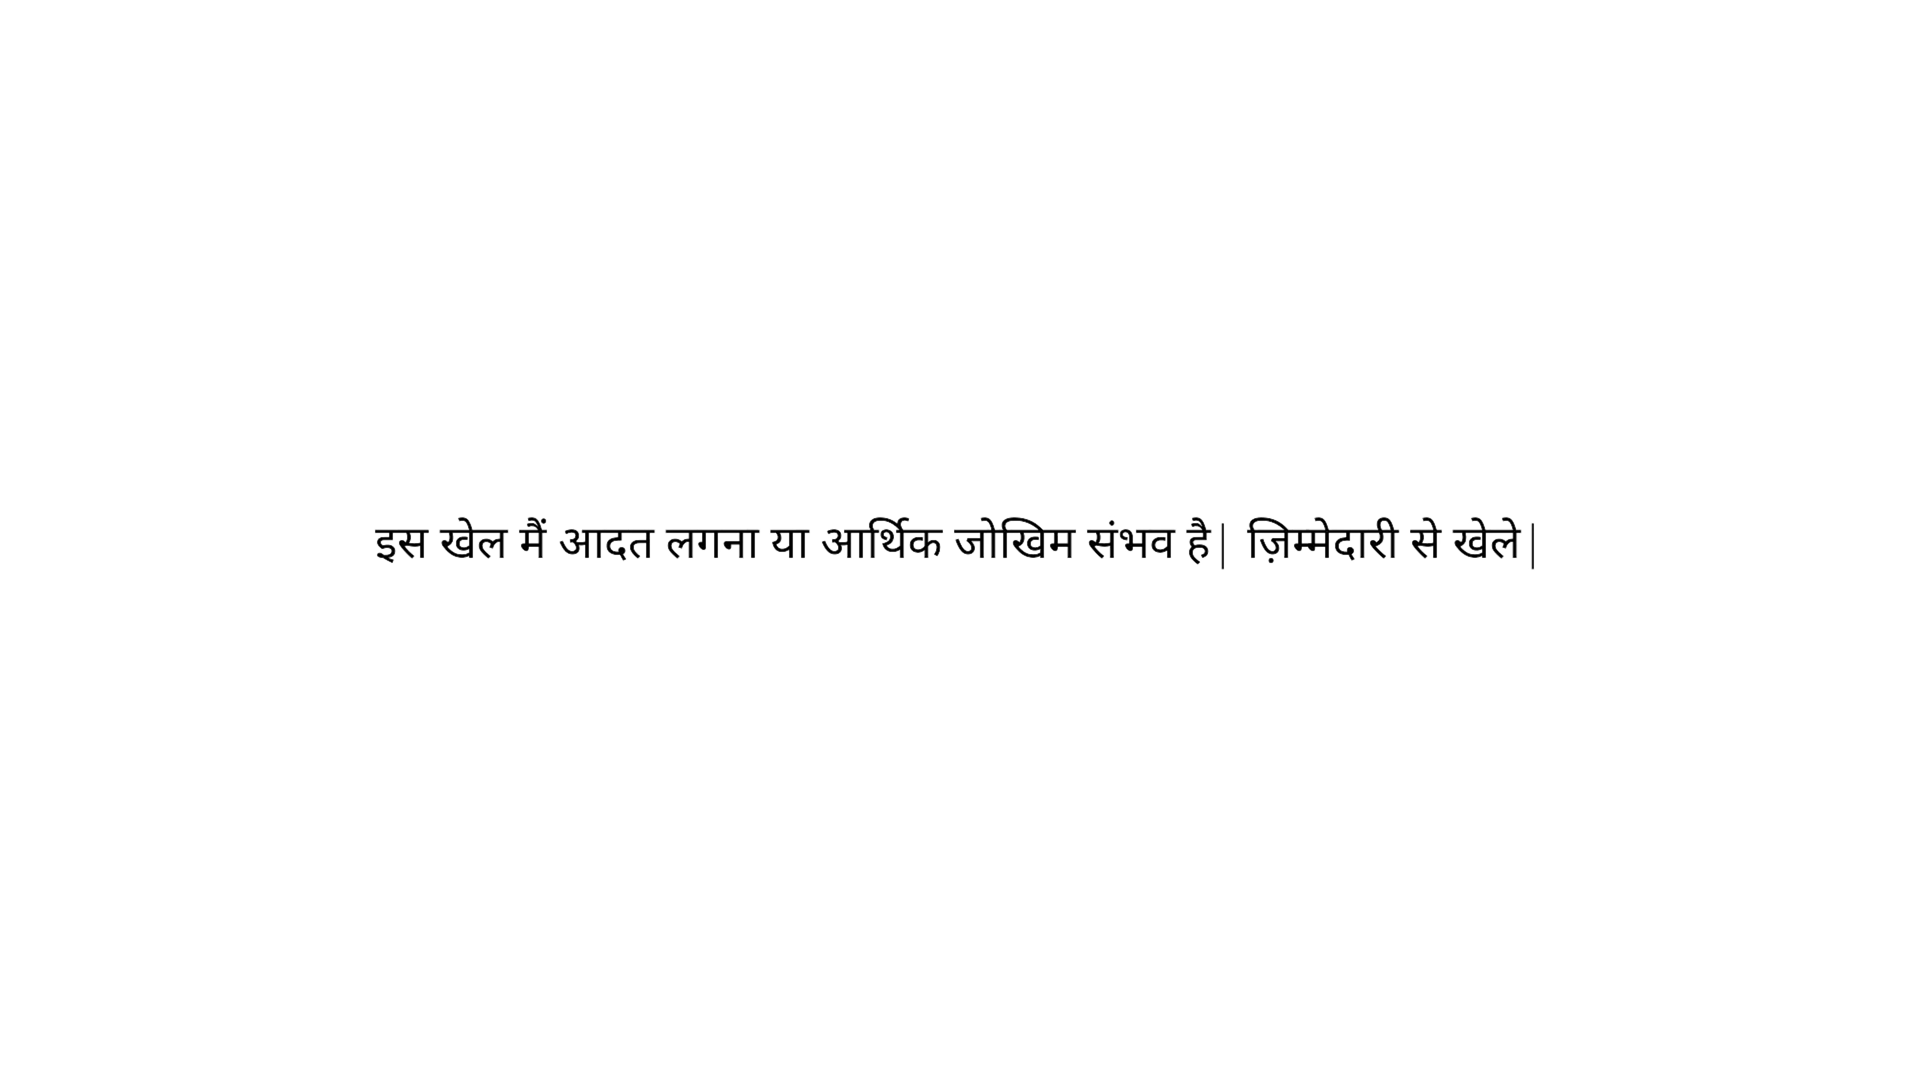 इस खेल मैं आदत लगना या आर्थिक जोखिम संभव है| ज़िम्मेदारी से खेले|